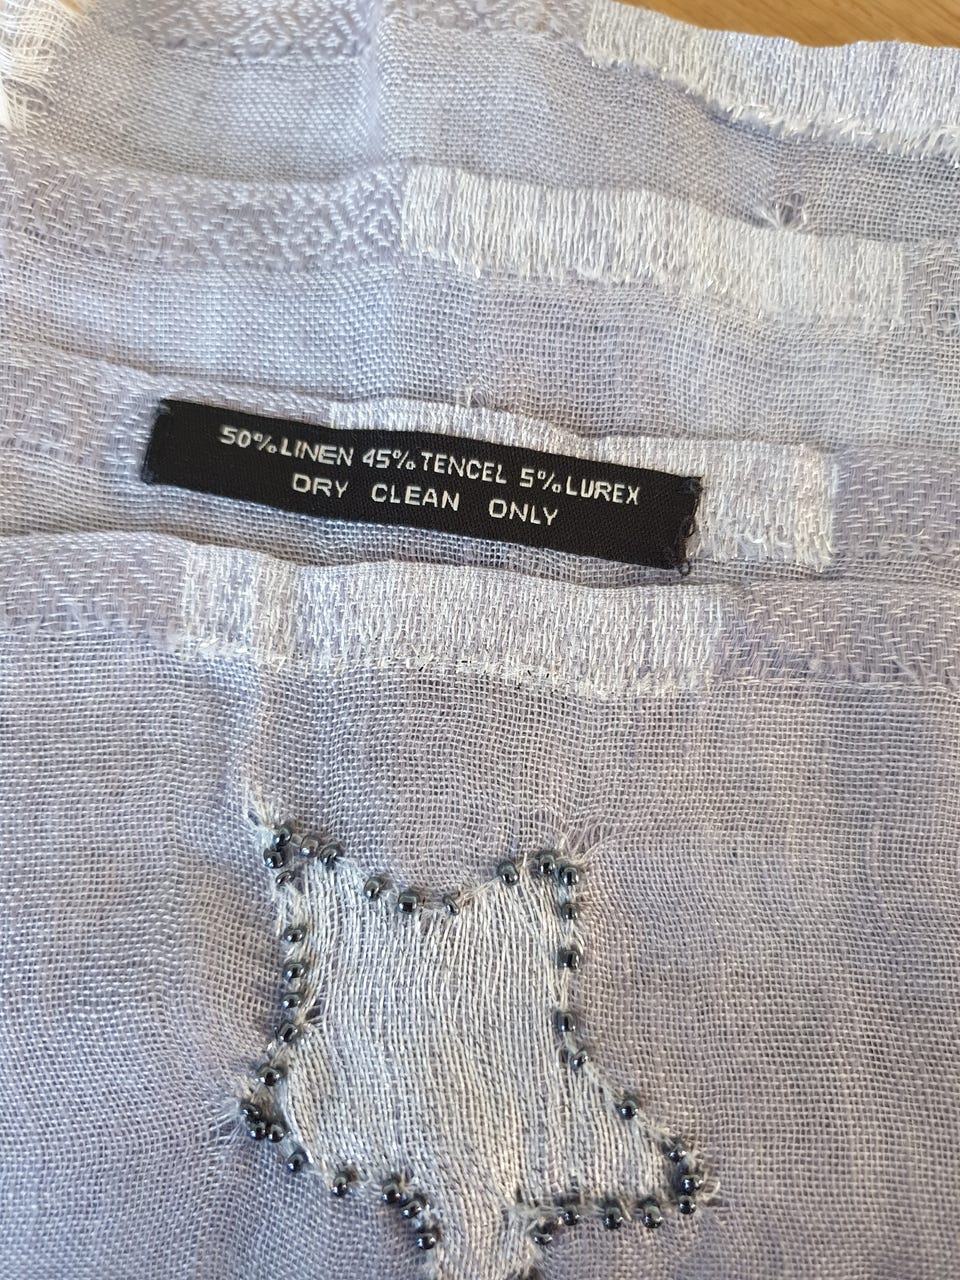 50% LINEN 45% TENCEL 5% LUREX
DRY CLEAN ONLY